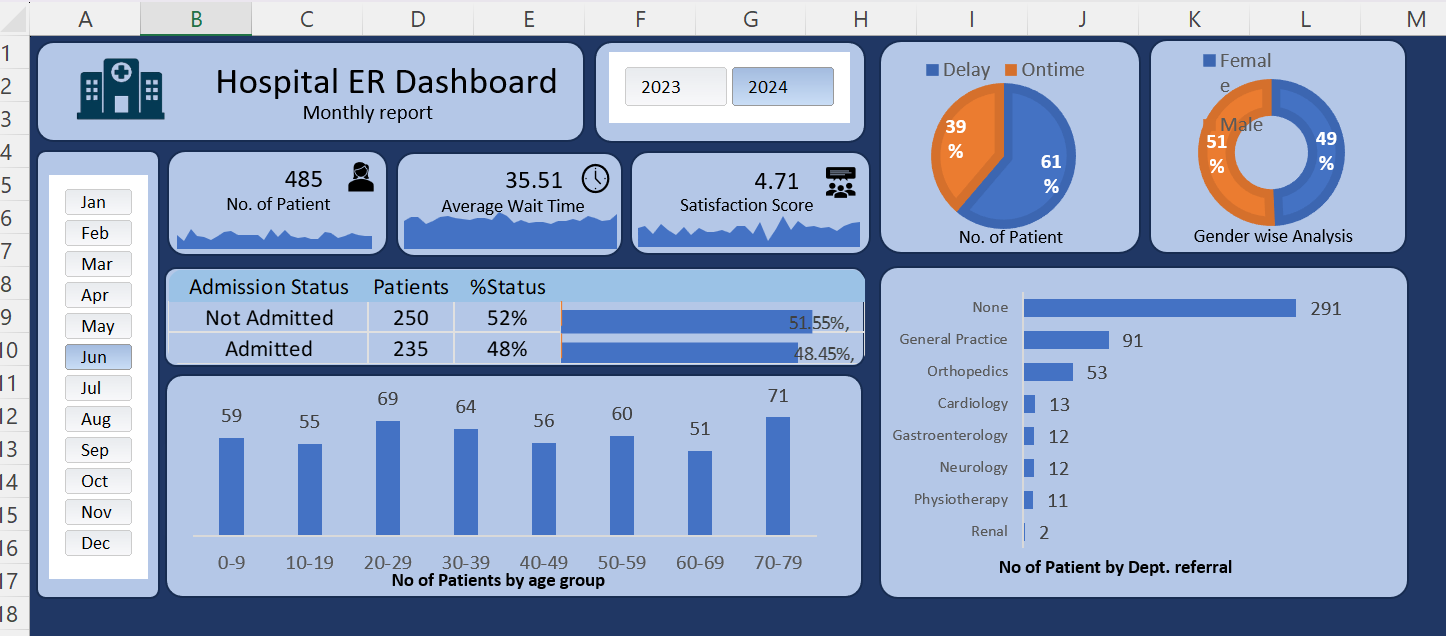 A B C D E F G H I J K L M
1
2
3
4
5
6
7
8
9
10
11
12
13
14
15
16
17
18
Hospital ER Dashboard
Monthly report
2023 2024
Jan
Feb
Mar
Apr
May
Jun
Jul
Aug
Sep
Oct
Nov
Dec
485
No. of Patient
35.51
Average Wait Time
4.71
Satisfaction Score
Delay Ontime
39
%
61
%
No. of Patient
Femal
e
Male
51
%
49
%
Gender wise Analysis
Admission Status Patients %Status
Not Admitted 250 52% 51.55%,
Admitted 235 48% 48.45%,
59 55 69 64 56 60 51 71
0-9 10-19 20-29 30-39 40-49 50-59 60-69 70-79
No of Patients by age group
None 291
General Practice 91
Orthopedics 53
Cardiology 13
Gastroenterology 12
Neurology 12
Physiotherapy 11
Renal 2
No of Patient by Dept. referral